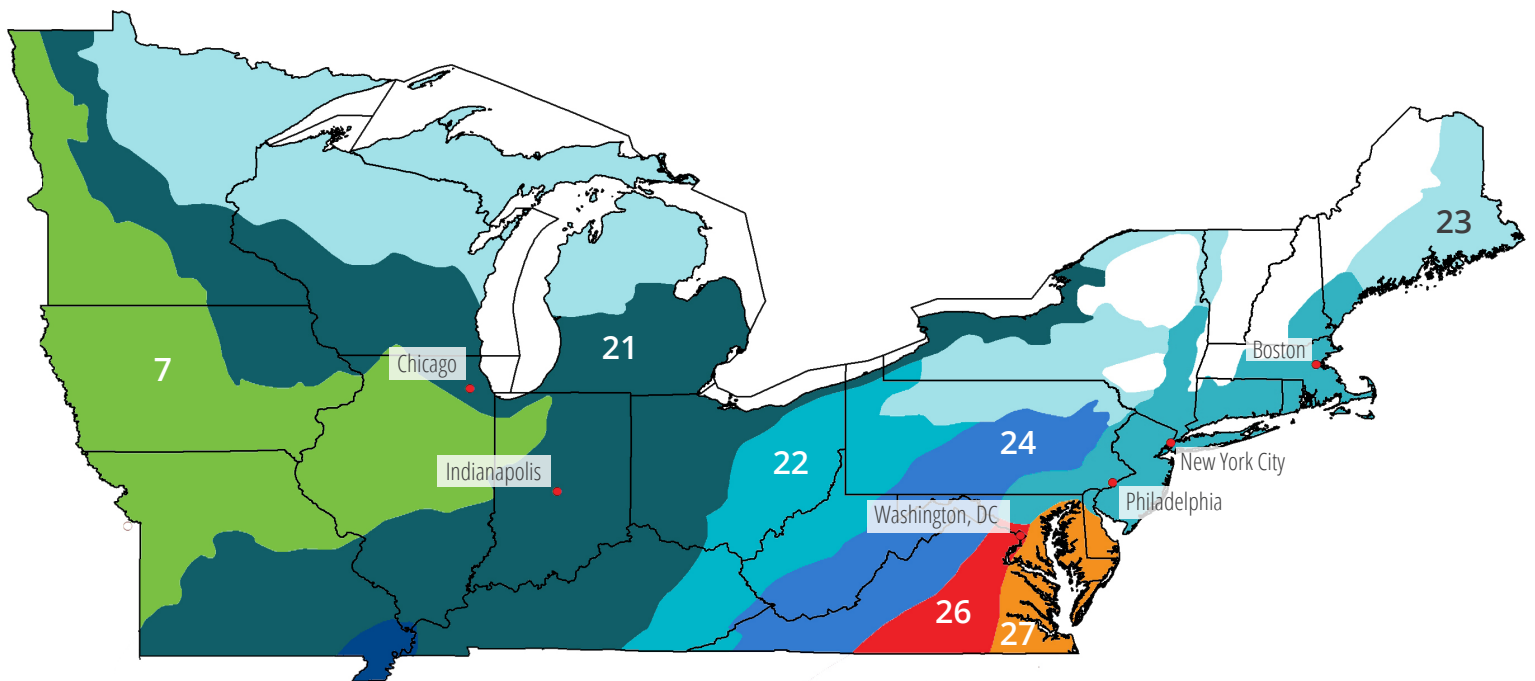 23
7
21
Chicago
Boston
24
22
New York City
Indianapolis
Philadelphia
Washington, DC
26
27